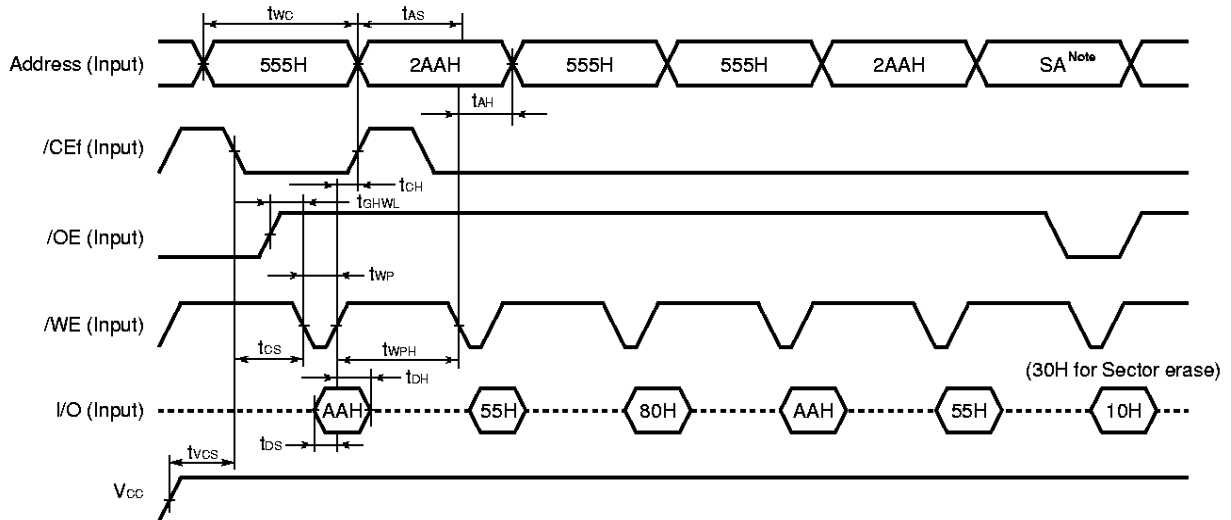 tWC tAS
Address (Input) 555H 2AAH 555H 555H 2AAH SA Note
tAH
/CEf (Input)
tCH
tGHWL
/OE (Input)
tWP
/WE (Input)
tCS tWPH
tDH (30H for Sector erase)
I/O (Input) AAH 55H 80H AAH 55H 10H
tDS
tVCS
VCC